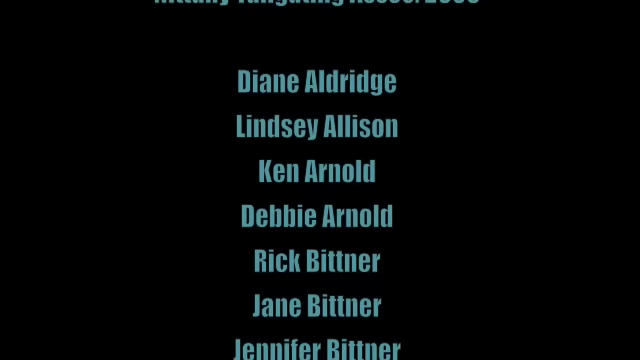 Diane Aldridge
Lindsey Allison
Ken Arnold
Debbie Arnold
Rick Bittner
Jane Bittner
Jennifer Bittner